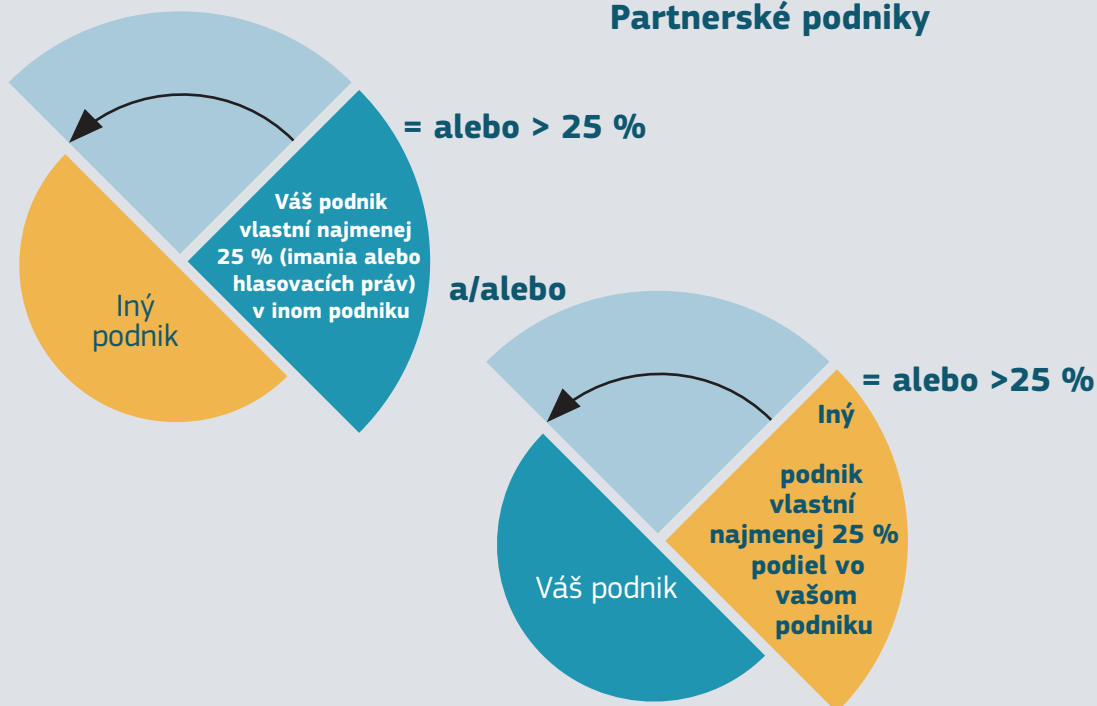 Partnerské podniky
= alebo > 25 %
Váš podnik
vlastní najmenej
25 % (imania alebo
hlasovacích práv)
v inom podniku
Iný
podnik
a/alebo
= alebo >25 %
Iný
podnik
vlastní
najmenej 25 %
podiel vo
vašom
podniku
Váš podnik